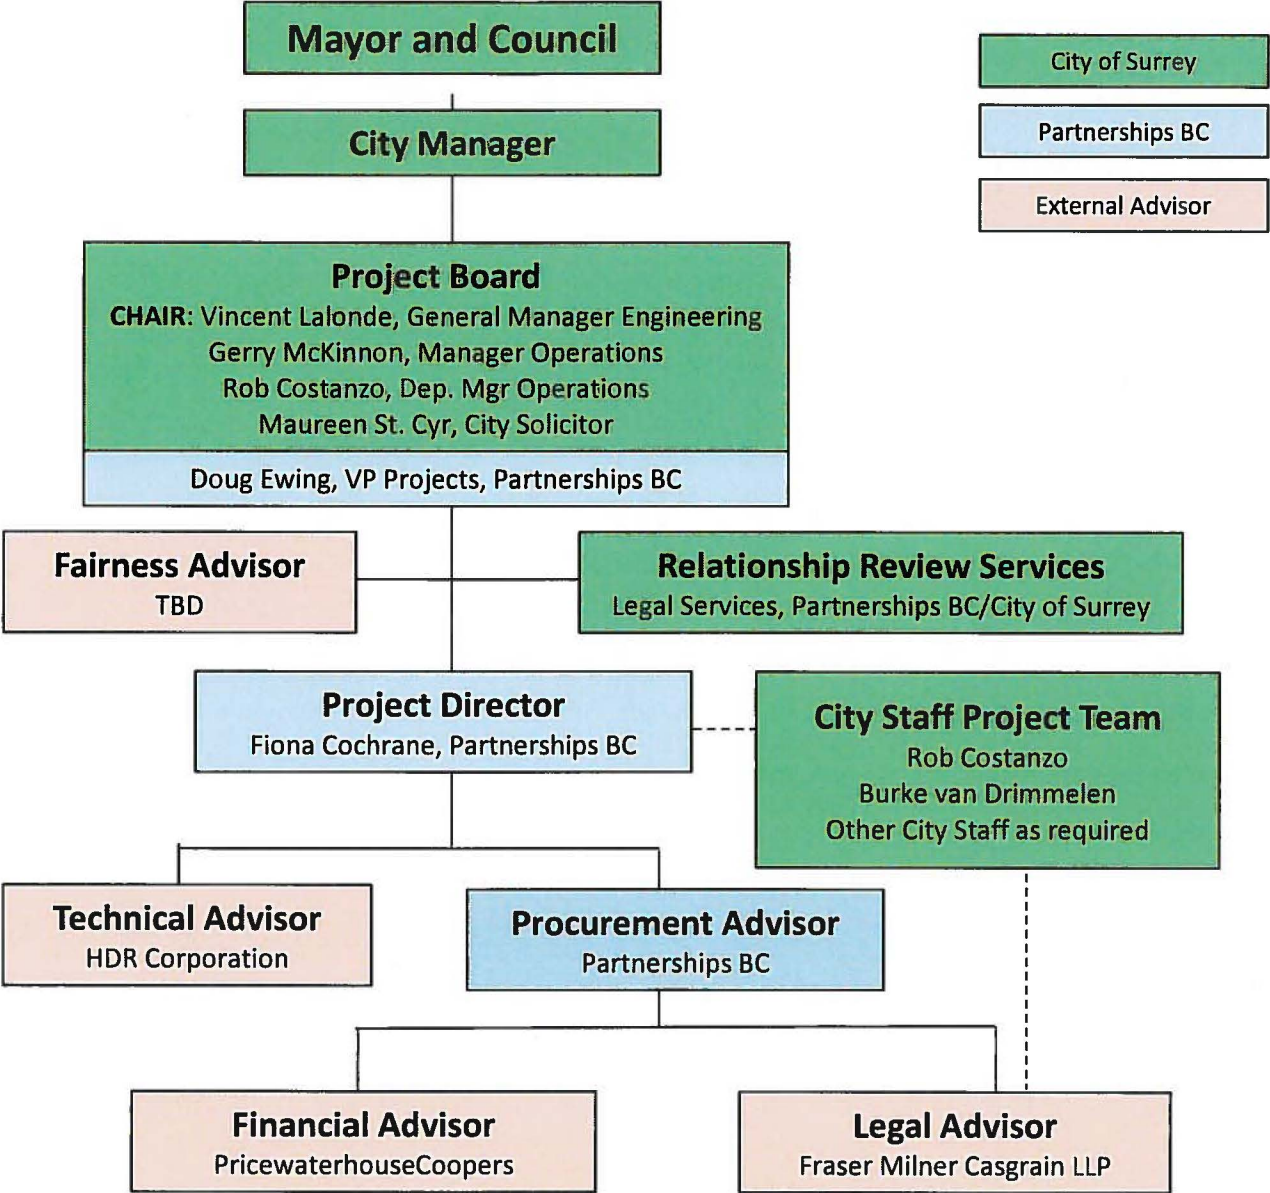 Mayor and Council
City of Surrey
Partnerships BC
External Advisor
City Manager
Project Board
CHAIR: Vincent Lalonde, General Manager Engineering
Gerry McKinnon, Manager Operations
Rob Costanzo, Dep. Mgr Operations
Maureen St. Cyr, City Solicitor
Doug Ewing, VP Projects, Partnerships BC
Fairness Advisor
TBD
Relationship Review Services
Legal Services, Partnerships BC/City of Surrey
Project Director
Fiona Cochrane, Partnerships BC
City Staff Project Team
Rob Costanzo
Burke van Drimmelen
Other City Staff as required
Technical Advisor
HDR Corporation
Procurement Advisor
Partnerships BC
Financial Advisor
PricewaterhouseCoopers
Legal Advisor
Fraser Milner Casgrain LLP